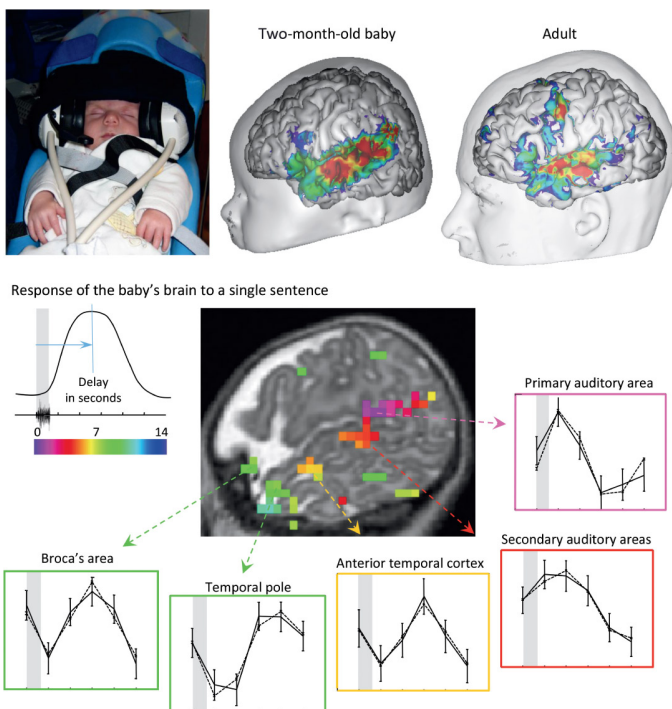 Two-month-old baby
Adult
Response of the baby's brain to a single sentence
Delay
in seconds
0 7 14
Primary auditory area
Secondary auditory areas
Broca's area
Temporal pole
Anterior temporal cortex